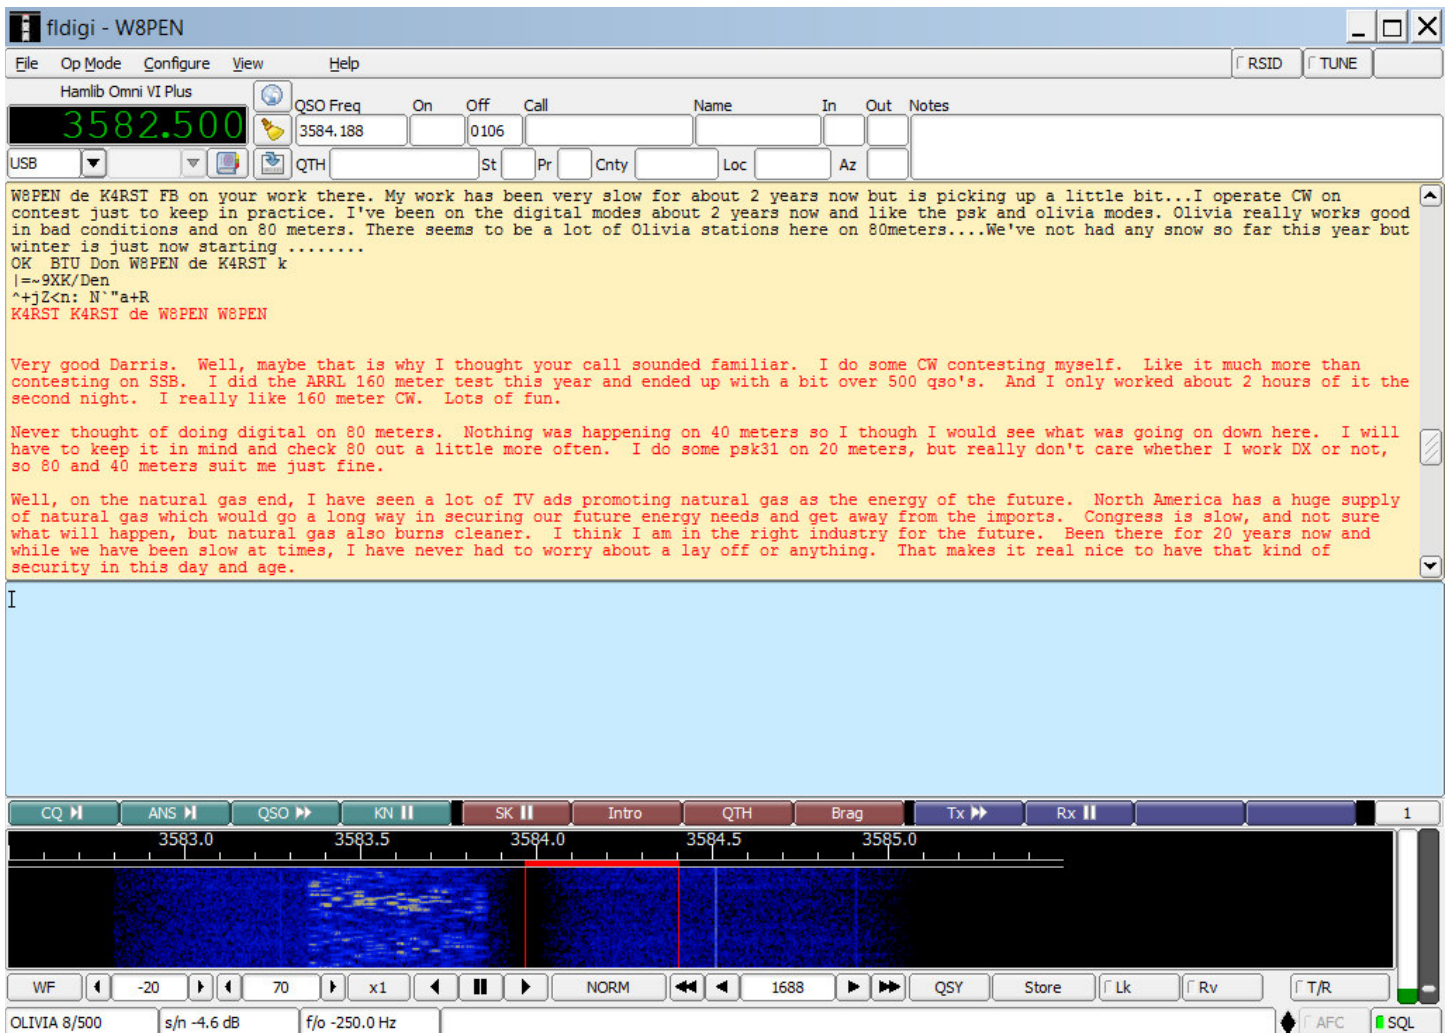 fldigi - W8PEN
File Op Mode Configure View Help RSID TUNE
Hamlib Omni VI Plus
QSO Freq On Off Call Name In Out Notes
3582.500
3584.188 0106
USB QTH St Pr Cnty Loc Az
W8PEN de K4RST FB on your work there. My work has been very slow for about 2 years now but is picking up a little bit...I operate CW on
contest just to keep in practice. I've been on the digital modes about 2 years now and like the psk and olivia modes. Olivia really works good
in bad conditions and on 80 meters. There seems to be a lot of Olivia stations here on 80meters....We've not had any snow so far this year but
winter is just now starting ........
OK  BTU Don W8PEN de K4RST k
|=~9XK/Den
^+jZ<n: N`"a+R
K4RST K4RST de W8PEN W8PEN
Very good Darris.  Well, maybe that is why I thought your call sounded familiar.  I do some CW contesting myself.  Like it much more than
contesting on SSB.  I did the ARRL 160 meter test this year and ended up with a bit over 500 qso's.  And I only worked about 2 hours of it the
second night.  I really like 160 meter CW.  Lots of fun.
Never thought of doing digital on 80 meters.  Nothing was happening on 40 meters so I though I would see what was going on down here.  I will
have to keep it in mind and check 80 out a little more often.  I do some psk31 on 20 meters, but really don't care whether I work DX or not,
so 80 and 40 meters suit me just fine.
Well, on the natural gas end, I have seen a lot of TV ads promoting natural gas as the energy of the future.  North America has a huge supply
of natural gas which would go a long way in securing our future energy needs and get away from the imports.  Congress is slow, and not sure
what will happen, but natural gas also burns cleaner.  I think I am in the right industry for the future.  Been there for 20 years now and
while we have been slow at times, I have never had to worry about a lay off or anything.  That makes it real nice to have that kind of
security in this day and age.
CQ ANS QSO KN SK Intro QTH Brag Tx Rx 1
3583.0 3583.5 3584.0 3584.5 3585.0
WF -20 70 x1 NORM 1688 QSY Store Lk Rv T/R
OLIVIA 8/500 s/n -4.6 dB f/o -250.0 Hz AFC SQL